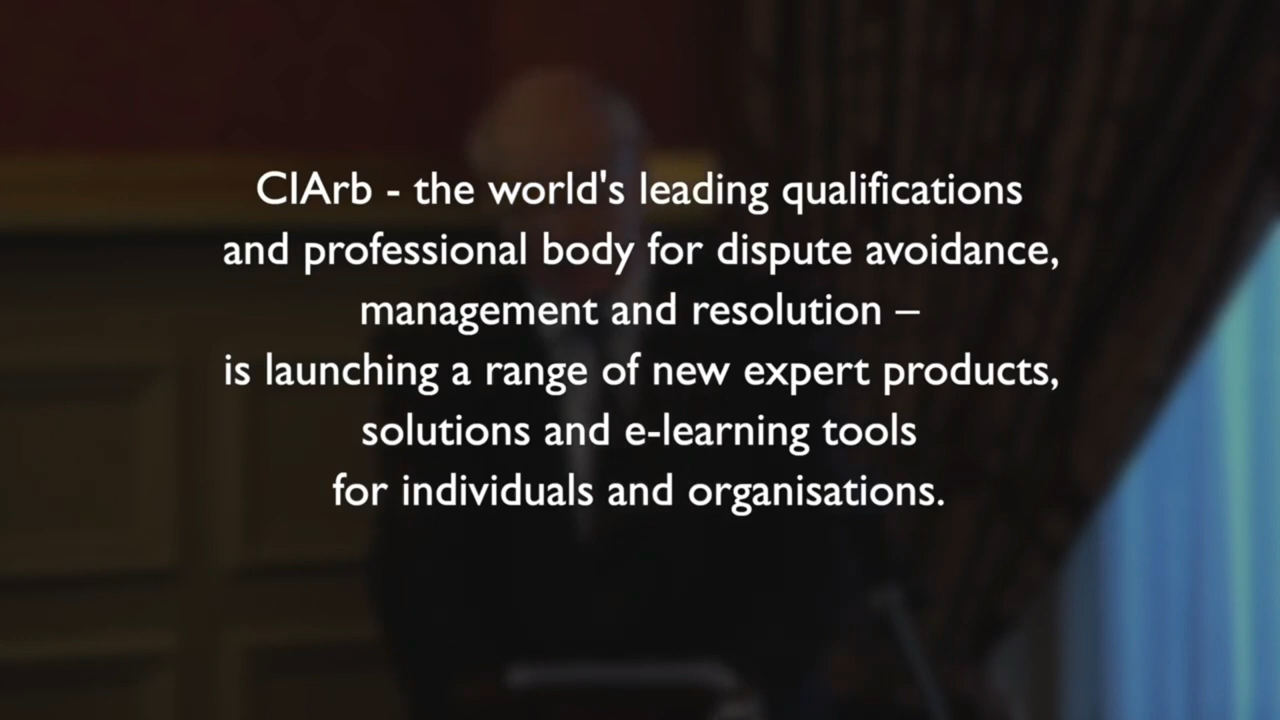 CIArb - the world's leading qualifications
and professional body for dispute avoidance,
management and resolution –
is launching a range of new expert products,
solutions and e-learning tools
for individuals and organisations.